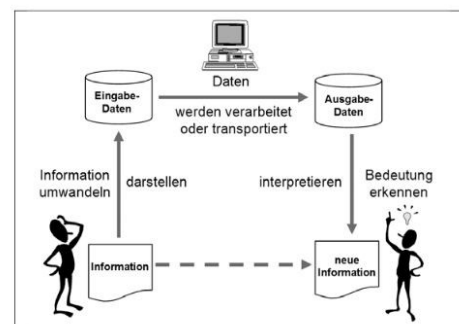 Daten
Eingabe-
Daten
werden verarbeitet
oder transportiert
Ausgabe-
Daten
Information
umwandeln
darstellen
interpretieren
Bedeutung
erkennen
Information
neue
Information